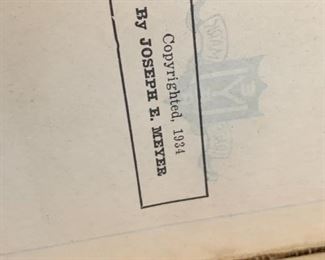 Copyrighted, 1934
By JOSEPH E. MEYER